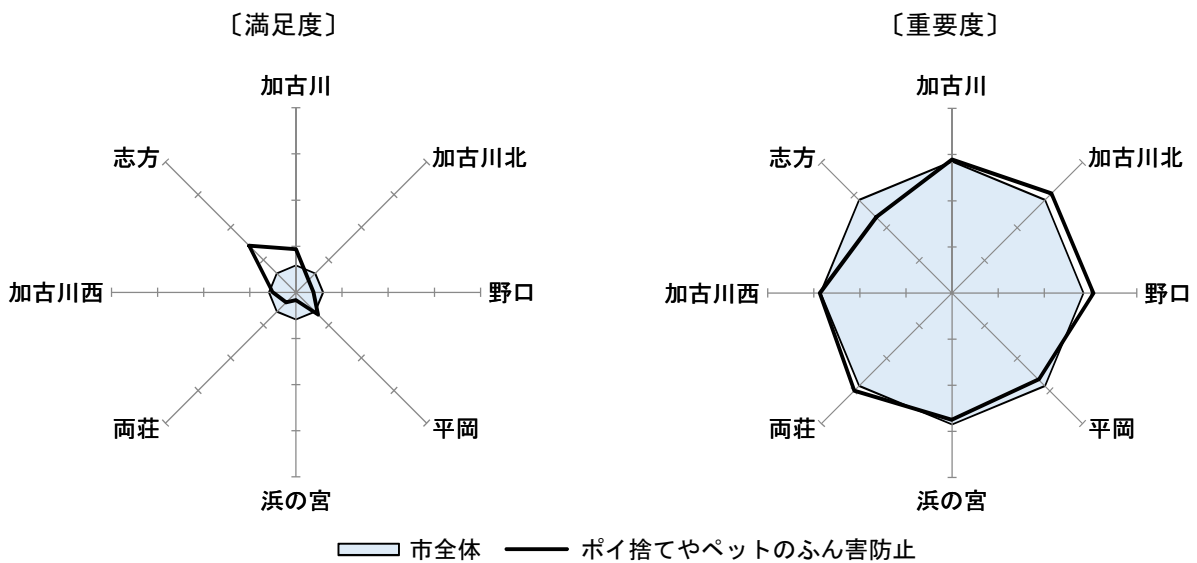 〔満足度〕
加古川
加古川北
野口
平岡
浜の宮
両荘
加古川西
志方
〔重要度〕
加古川
加古川北
野口
平岡
浜の宮
両荘
加古川西
志方
市全体
ポイ捨てやペットのふん害防止